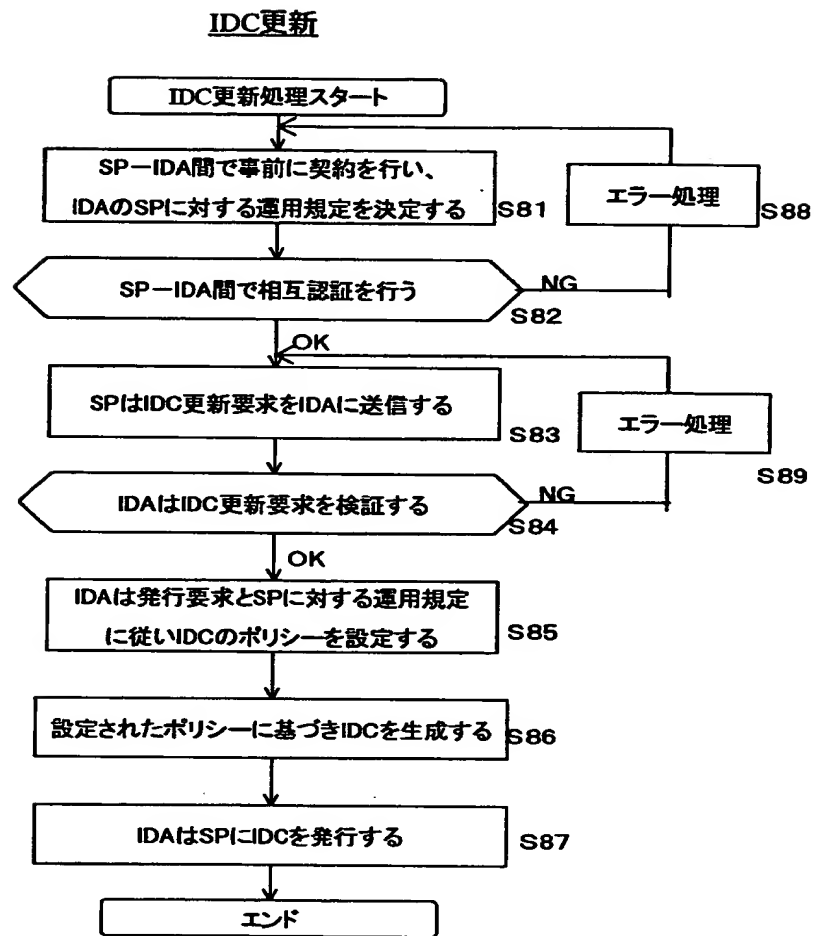 IDC更新
IDC更新処理スタート
SP－IDA間で事前に契約を行い、
IDAのSPに対する運用規定を決定する
S81
エラー処理
S88
SP－IDA間で相互認証を行う
NG
S82
OK
SPはIDC更新要求をIDAに送信する
S83
エラー処理
S89
IDAはIDC更新要求を検証する
NG
S84
OK
IDAは発行要求とSPに対する運用規定
に従いIDCのポリシーを設定する
S85
設定されたポリシーに基づきIDCを生成する
S86
IDAはSPにIDCを発行する
S87
エンド